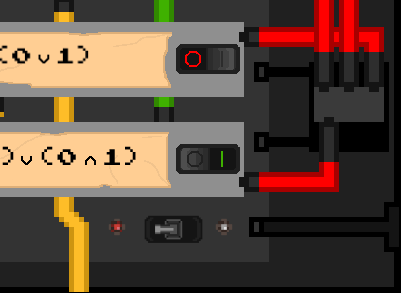 (0 ∨ 1)
) ∨ (0 ∧ 1)